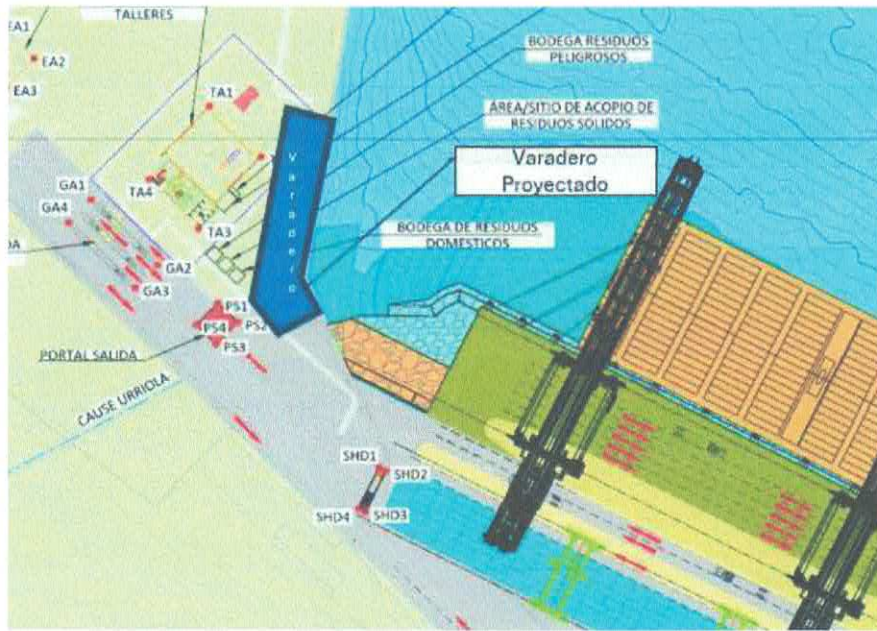 TALLERES
EA1
EA2
EA3
BODEGA RESIDUOS
PELIGROSOS
TA1
ÁREA/SITIO DE ACOPIO DE
RESIDUOS SOLIDOS
Varadero
Varadero
Proyectado
GA1
TA4
GA4
TA3
BODEGA DE RESIDUOS
DOMÉSTICOS
DA
GA2
GA3
PS1
PS4
PS2
PS3
PORTAL SALIDA
CAUSE URRIOLA
SHD1
SHD2
SHD4
SHD3